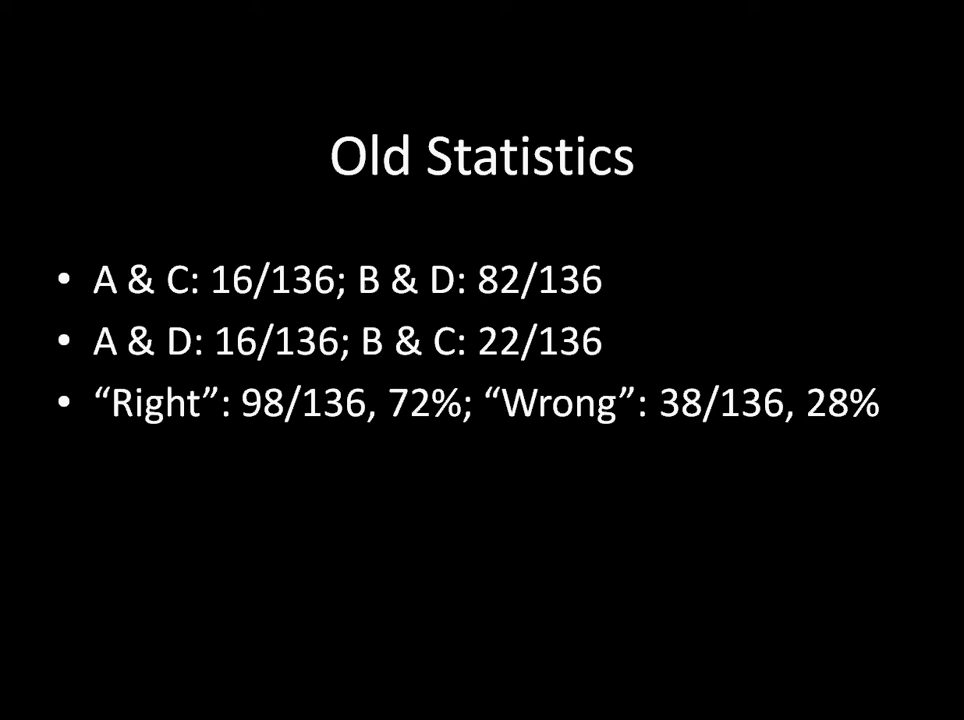 Old Statistics
• A & C: 16/136; B & D: 82/136
• A & D: 16/136; B & C: 22/136
• “Right”: 98/136, 72%; “Wrong”: 38/136, 28%